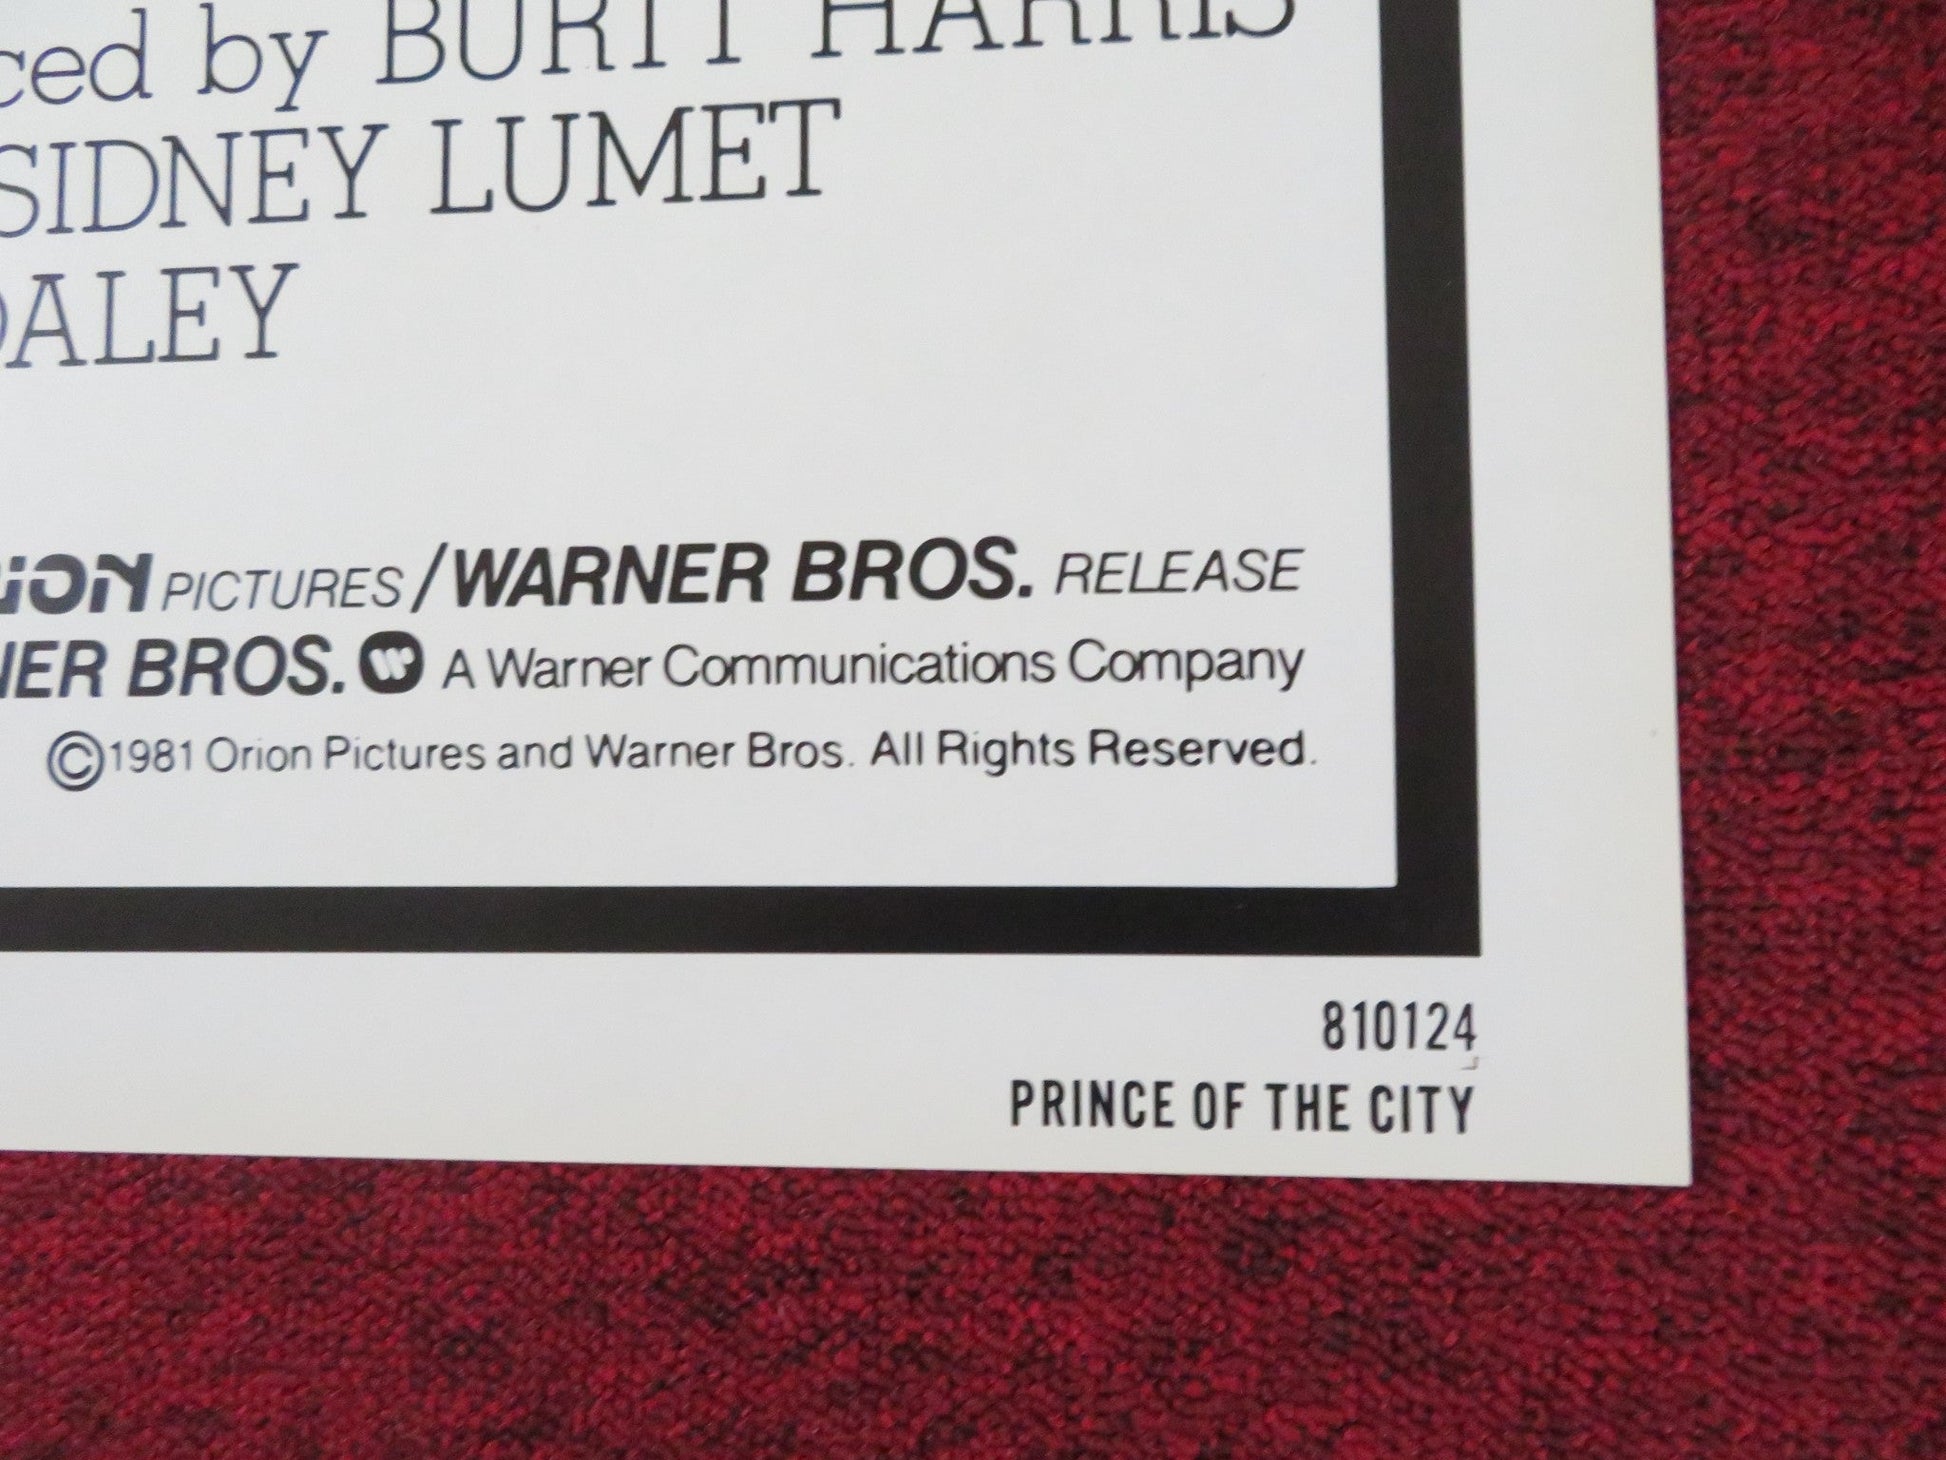 ced by BURTT HARRIS
SIDNEY LUMET
DALEY
PICTURES/WARNER BROS. RELEASE
BROS. A Warner Communications Company
©1981 Orion Pictures and Warner Bros. All Rights Reserved.
810124
PRINCE OF THE CITY